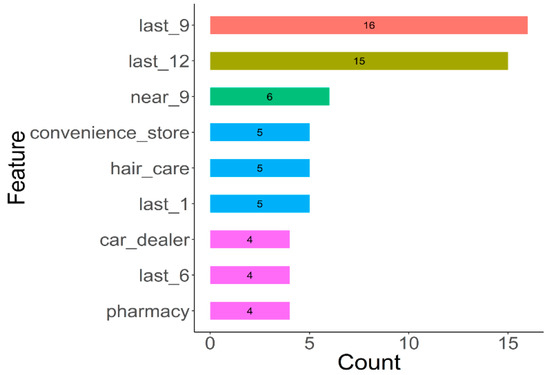 last_9
16
last_12
15
near_9
6
convenience_store
5
hair_care
5
last_1
5
car_dealer
4
last_6
4
pharmacy
4
Feature
0 5 10 15
Count